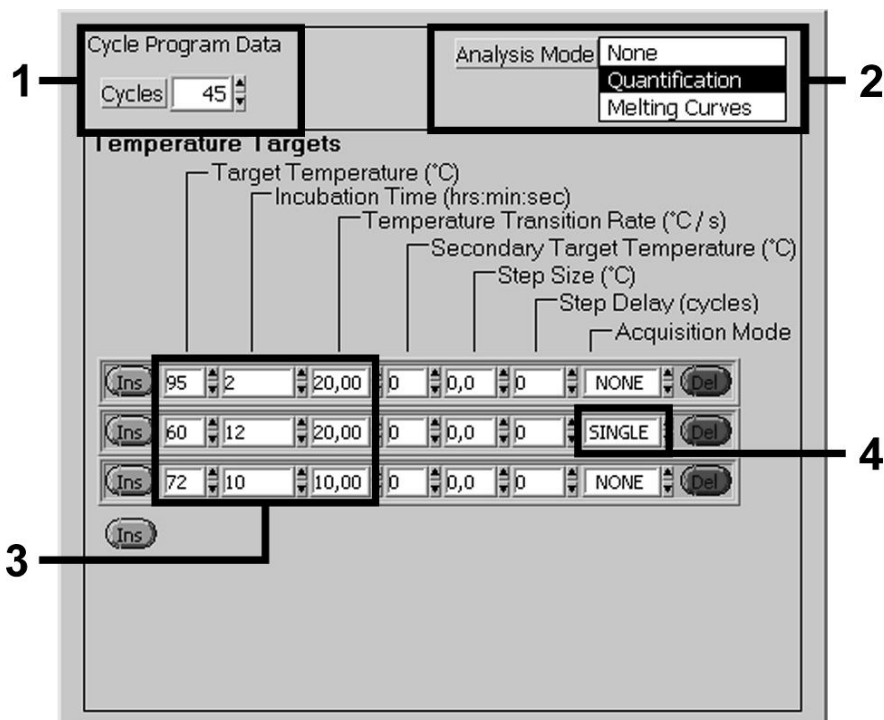 Cycle Program Data
Cycles 45
Analysis Mode None
Quantification
Melting Curves
1
2
Temperature Targets
Target Temperature (°C)
Incubation Time (hrs:min:sec)
Temperature Transition Rate (°C / s)
Secondary Target Temperature (°C)
Step Size (°C)
Step Delay (cycles)
Acquisition Mode
Ins 95 2 20,00 0 0,0 0 NONE Del
Ins 60 12 20,00 0 0,0 0 SINGLE Del
4
Ins 72 10 10,00 0 0,0 0 NONE Del
Ins
3